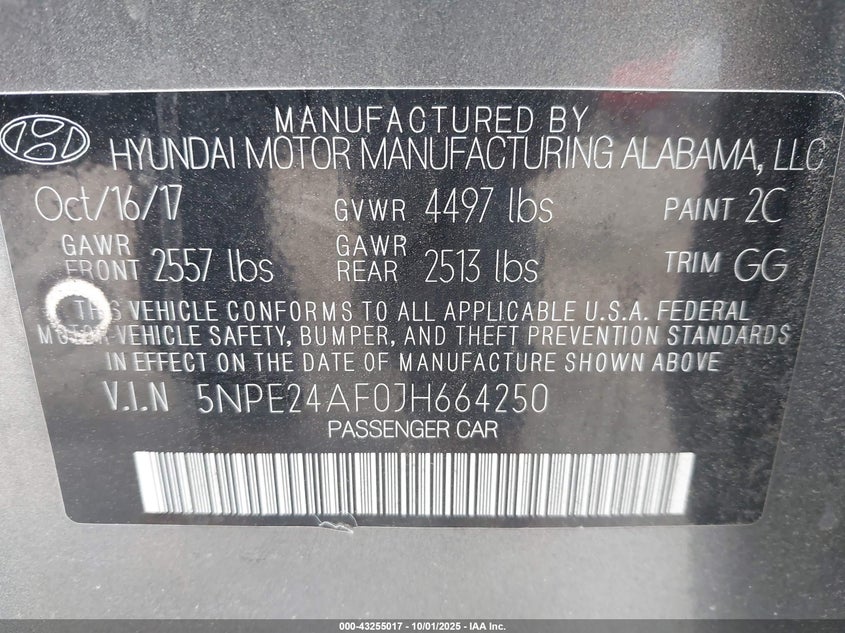 MANUFACTURED BY
HYUNDAI MOTOR MANUFACTURING ALABAMA, LLC
Oct/16/17 GVWR 4497 lbs PAINT 2C
GAWR FRONT 2557 lbs GAWR REAR 2513 lbs TRIM GG
THIS VEHICLE CONFORMS TO ALL APPLICABLE U.S.A. FEDERAL
MOTOR VEHICLE SAFETY, BUMPER, AND THEFT PREVENTION STANDARDS
IN EFFECT ON THE DATE OF MANUFACTURE SHOWN ABOVE
V.I.N 5NPE24AF0JH664250
PASSENGER CAR
000-43255017 - 10/01/2025 - IAA Inc.